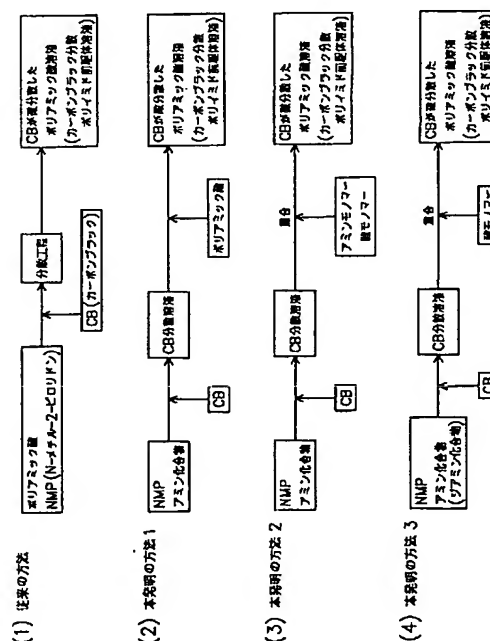 (1) 従来の方法
ポリアミック酸
NMP(N-メチル-2-ピロリドン)
CB(カーボンブラック)
分散工程
CBが微分散した
ポリアミック酸溶液
(カーボンブラック分散
ポリイミド前駆体溶液)
(2) 本発明の方法 1
NMP
アミン化合物
CB
CB分散溶液
ポリアミック酸
CBが微分散した
ポリアミック酸溶液
(カーボンブラック分散
ポリイミド前駆体溶液)
(3) 本発明の方法 2
NMP
アミン化合物
CB
CB分散溶液
重合
アミンモノマー
酸モノマー
CBが微分散した
ポリアミック酸溶液
(カーボンブラック分散
ポリイミド前駆体溶液)
(4) 本発明の方法 3
NMP
アミン化合物
(ジアミン化合物)
CB
CB分散溶液
重合
酸モノマー
CBが微分散した
ポリアミック酸溶液
(カーボンブラック分散
ポリイミド前駆体溶液)